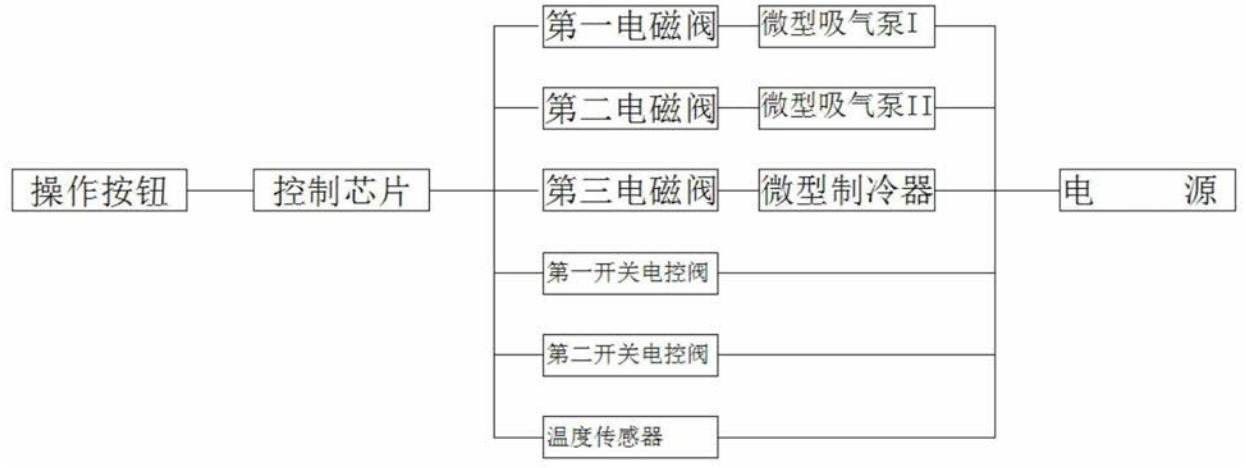 第一电磁阀 微型吸气泵I
第二电磁阀 微型吸气泵II
操作按钮 控制芯片 第三电磁阀 微型制冷器 电 源
第一开关电控阀
第二开关电控阀
温度传感器